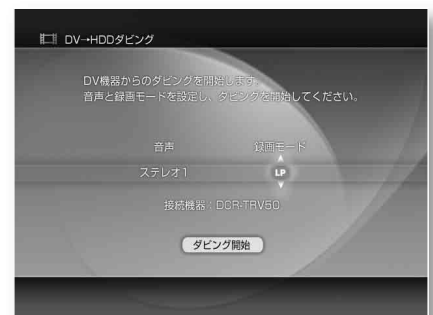 DV→HDDダビング
DV機器からのダビングを開始します。
音声と録画モードを設定し、ダビングを開始してください。
音声 録画モード
ステレオ1 LP
接続機器：DCR-TRV50
ダビング開始